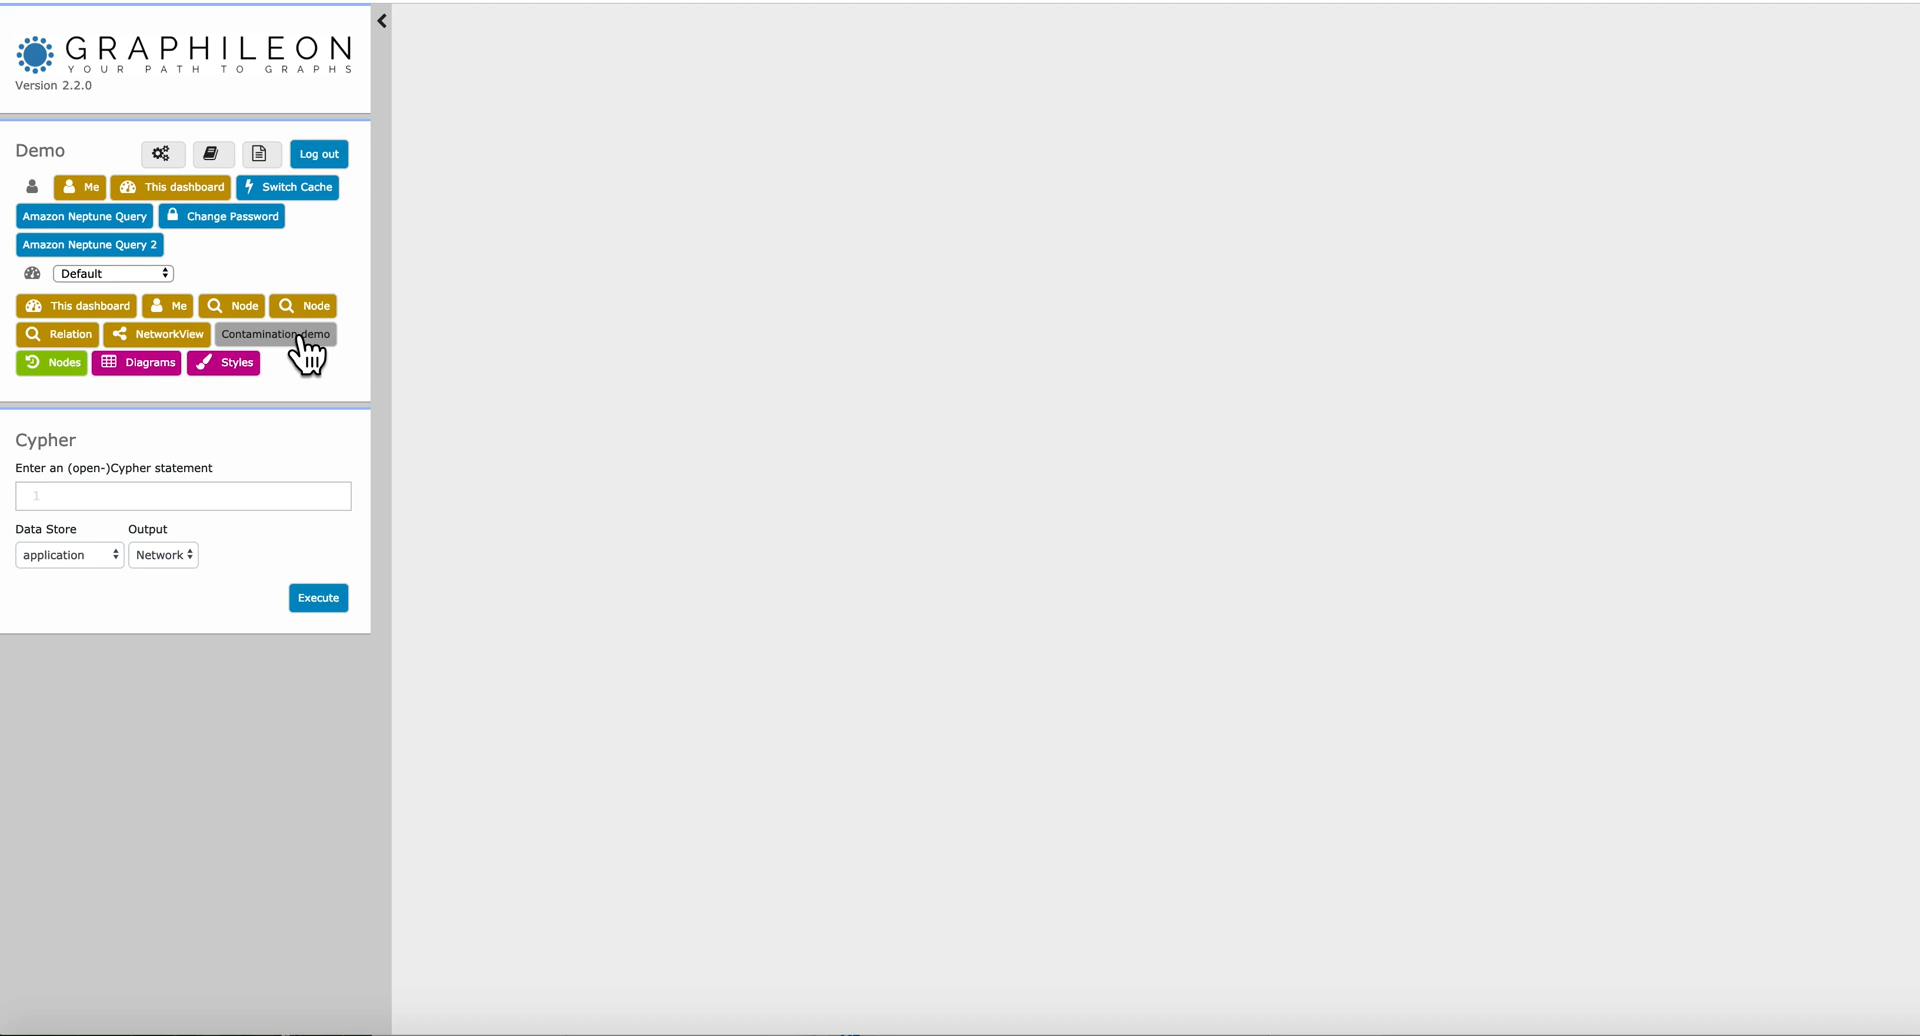 GRAPHILEON
YOUR PATH TO GRAPHS
Version 2.2.0
Demo
Log out
Me This dashboard Switch Cache
Amazon Neptune Query Change Password
Amazon Neptune Query 2
Default
This dashboard Me Node Node
Relation NetworkView Contamination demo
Nodes Diagrams Styles
Cypher
Enter an (open-)Cypher statement
1
Data Store Output
application Network
Execute